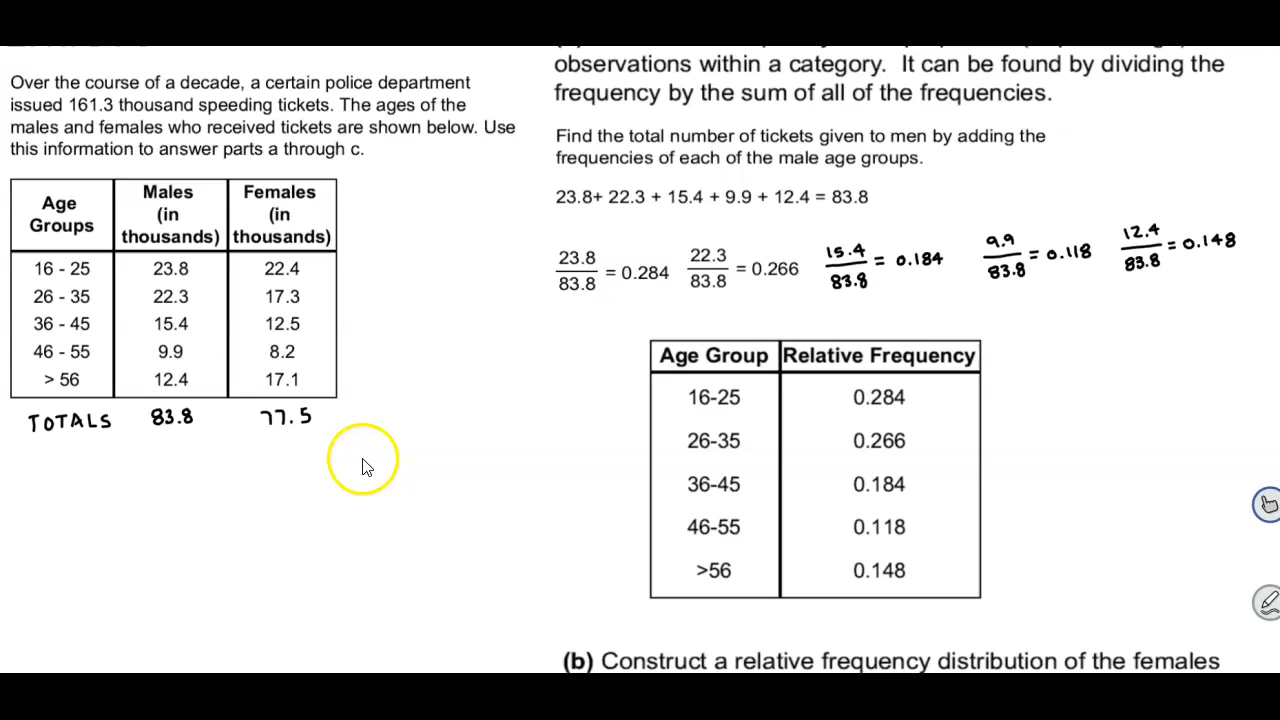 Over the course of a decade, a certain police department
issued 161.3 thousand speeding tickets. The ages of the
males and females who received tickets are shown below. Use
this information to answer parts a through c.
Age Groups | Males (in thousands) | Females (in thousands)
16 - 25 | 23.8 | 22.4
26 - 35 | 22.3 | 17.3
36 - 45 | 15.4 | 12.5
46 - 55 | 9.9 | 8.2
> 56 | 12.4 | 17.1
TOTALS 83.8 77.5
observations within a category. It can be found by dividing the
frequency by the sum of all of the frequencies.
Find the total number of tickets given to men by adding the
frequencies of each of the male age groups.
23.8+ 22.3 + 15.4 + 9.9 + 12.4 = 83.8
23.8/83.8 = 0.284 22.3/83.8 = 0.266 15.4/83.8 = 0.184 9.9/83.8 = 0.118 12.4/83.8 = 0.148
Age Group | Relative Frequency
16-25 | 0.284
26-35 | 0.266
36-45 | 0.184
46-55 | 0.118
>56 | 0.148
(b) Construct a relative frequency distribution of the females